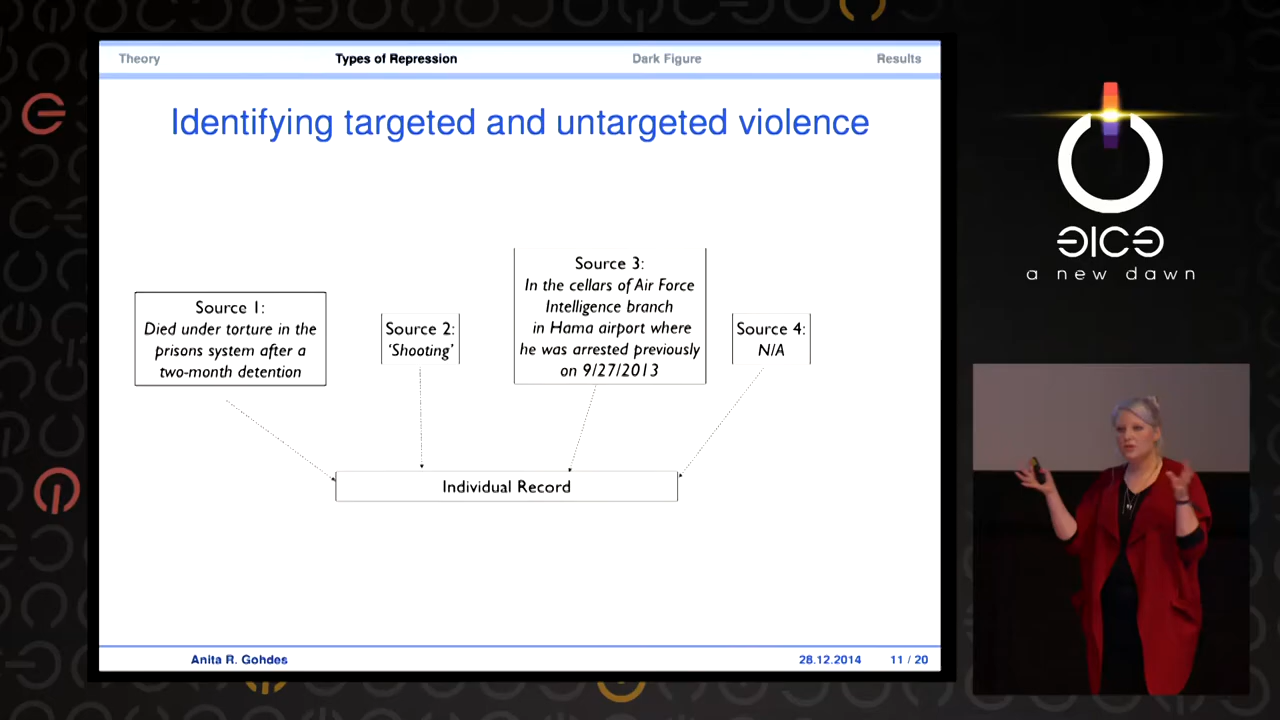 Theory
Types of Repression
Dark Figure
Results
Identifying targeted and untargeted violence
Source 1:
Died under torture in the
prisons system after a
two-month detention
Source 2:
'Shooting'
Source 3:
In the cellars of Air Force
Intelligence branch
in Hama airport where
he was arrested previously
on 9/27/2013
Source 4:
N/A
Individual Record
Anita R. Gohdes
28.12.2014
11 / 20
a new dawn